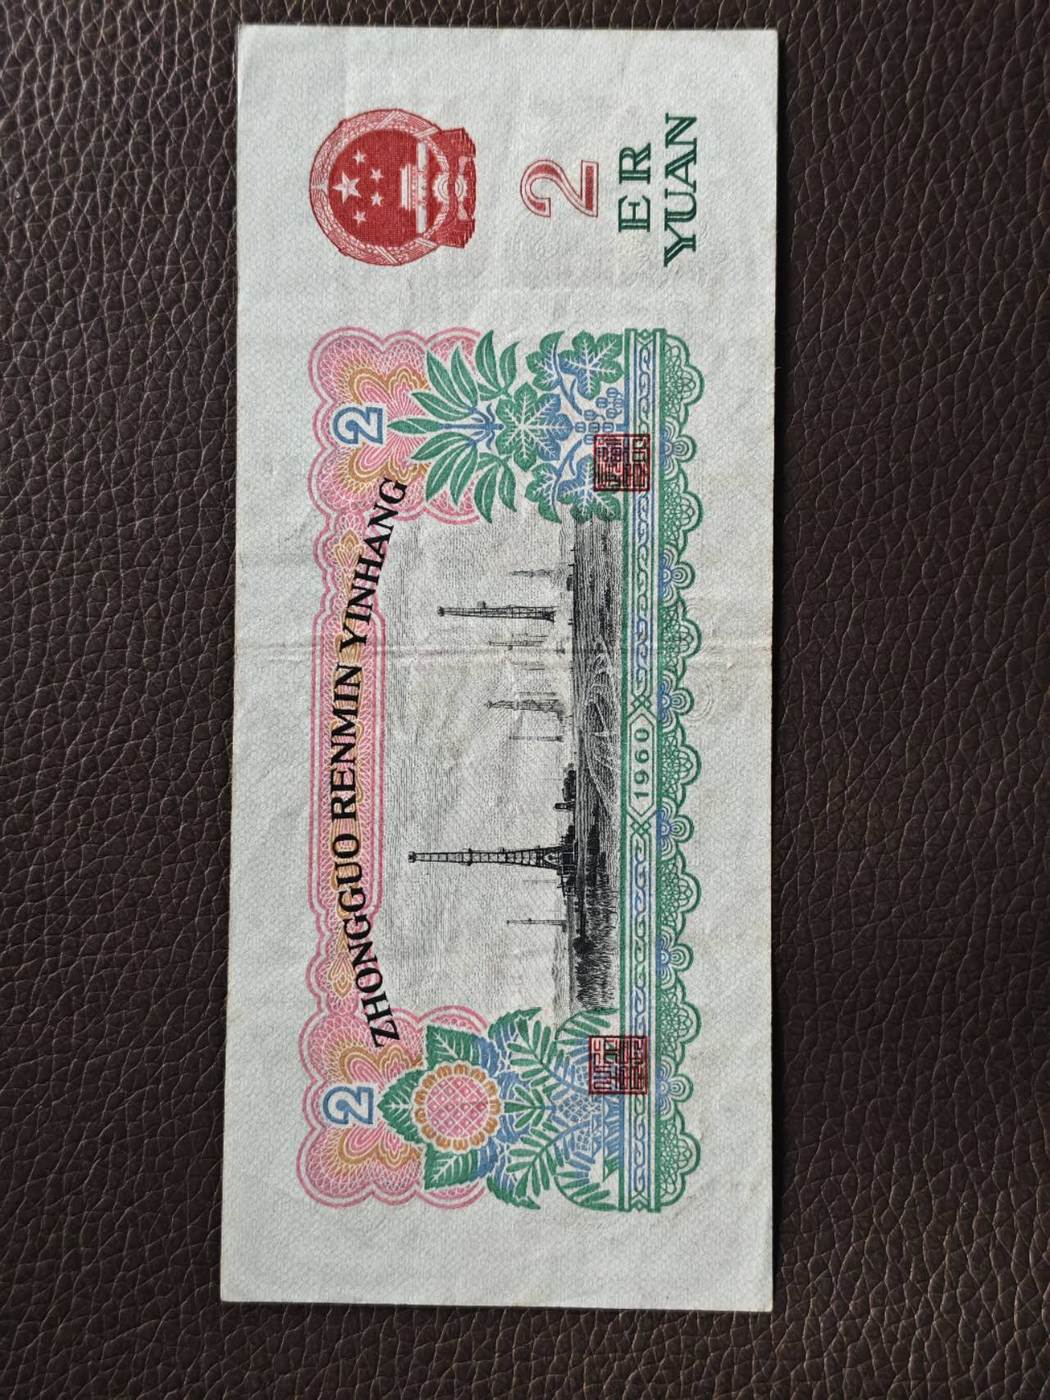 ZHONGGUO RENMIN YINHANG
2
2
2
ER
YUAN
1960